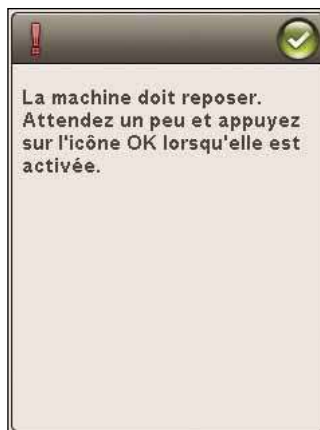 La machine doit reposer.
Attendez un peu et appuyez
sur l'icône OK lorsqu'elle est
activée.